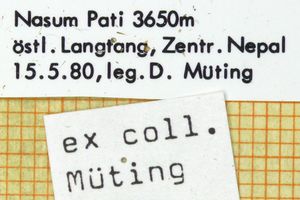 Nasum Pati 3650m
östl. Langtang, Zentr. Nepal
15.5.80, leg. D. Müting
ex coll.
Müting